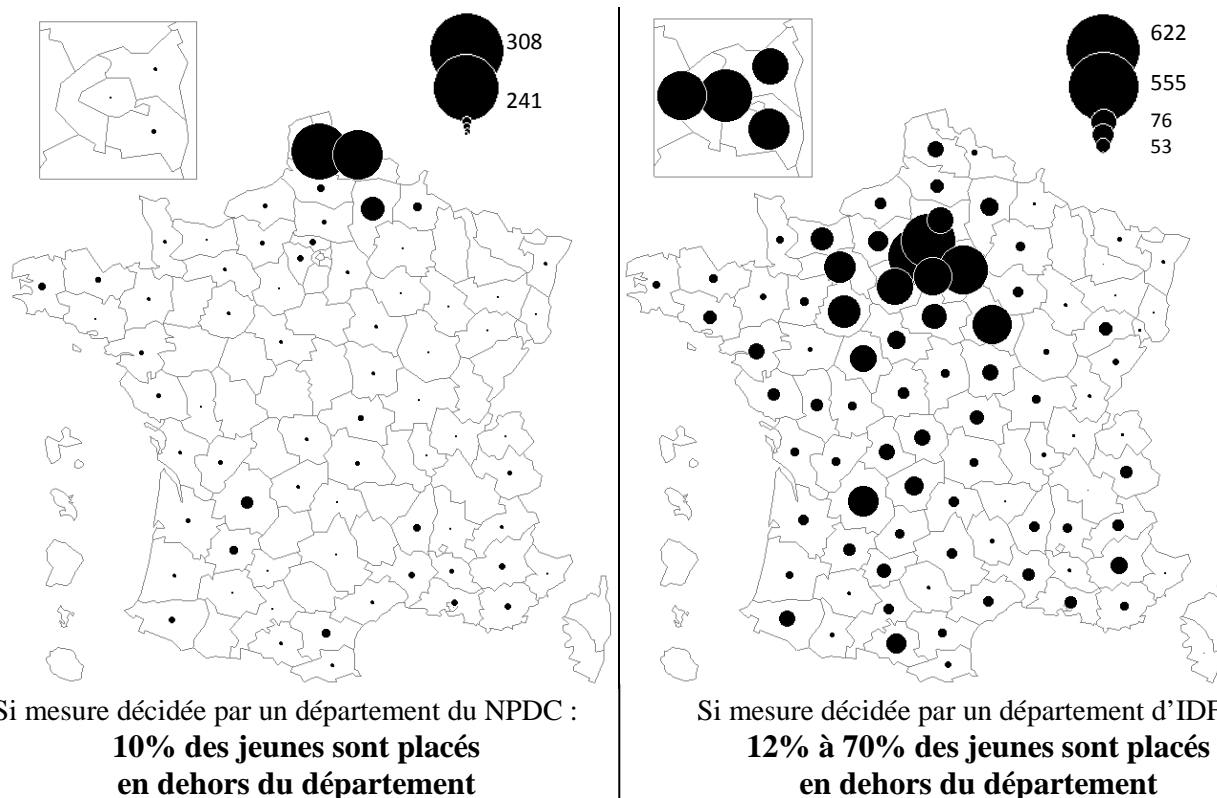 308
241
622
555
76
53
Si mesure décidée par un département du NPDC :
10% des jeunes sont placés
en dehors du département
Si mesure décidée par un département d'IDF
12% à 70% des jeunes sont placés
en dehors du département